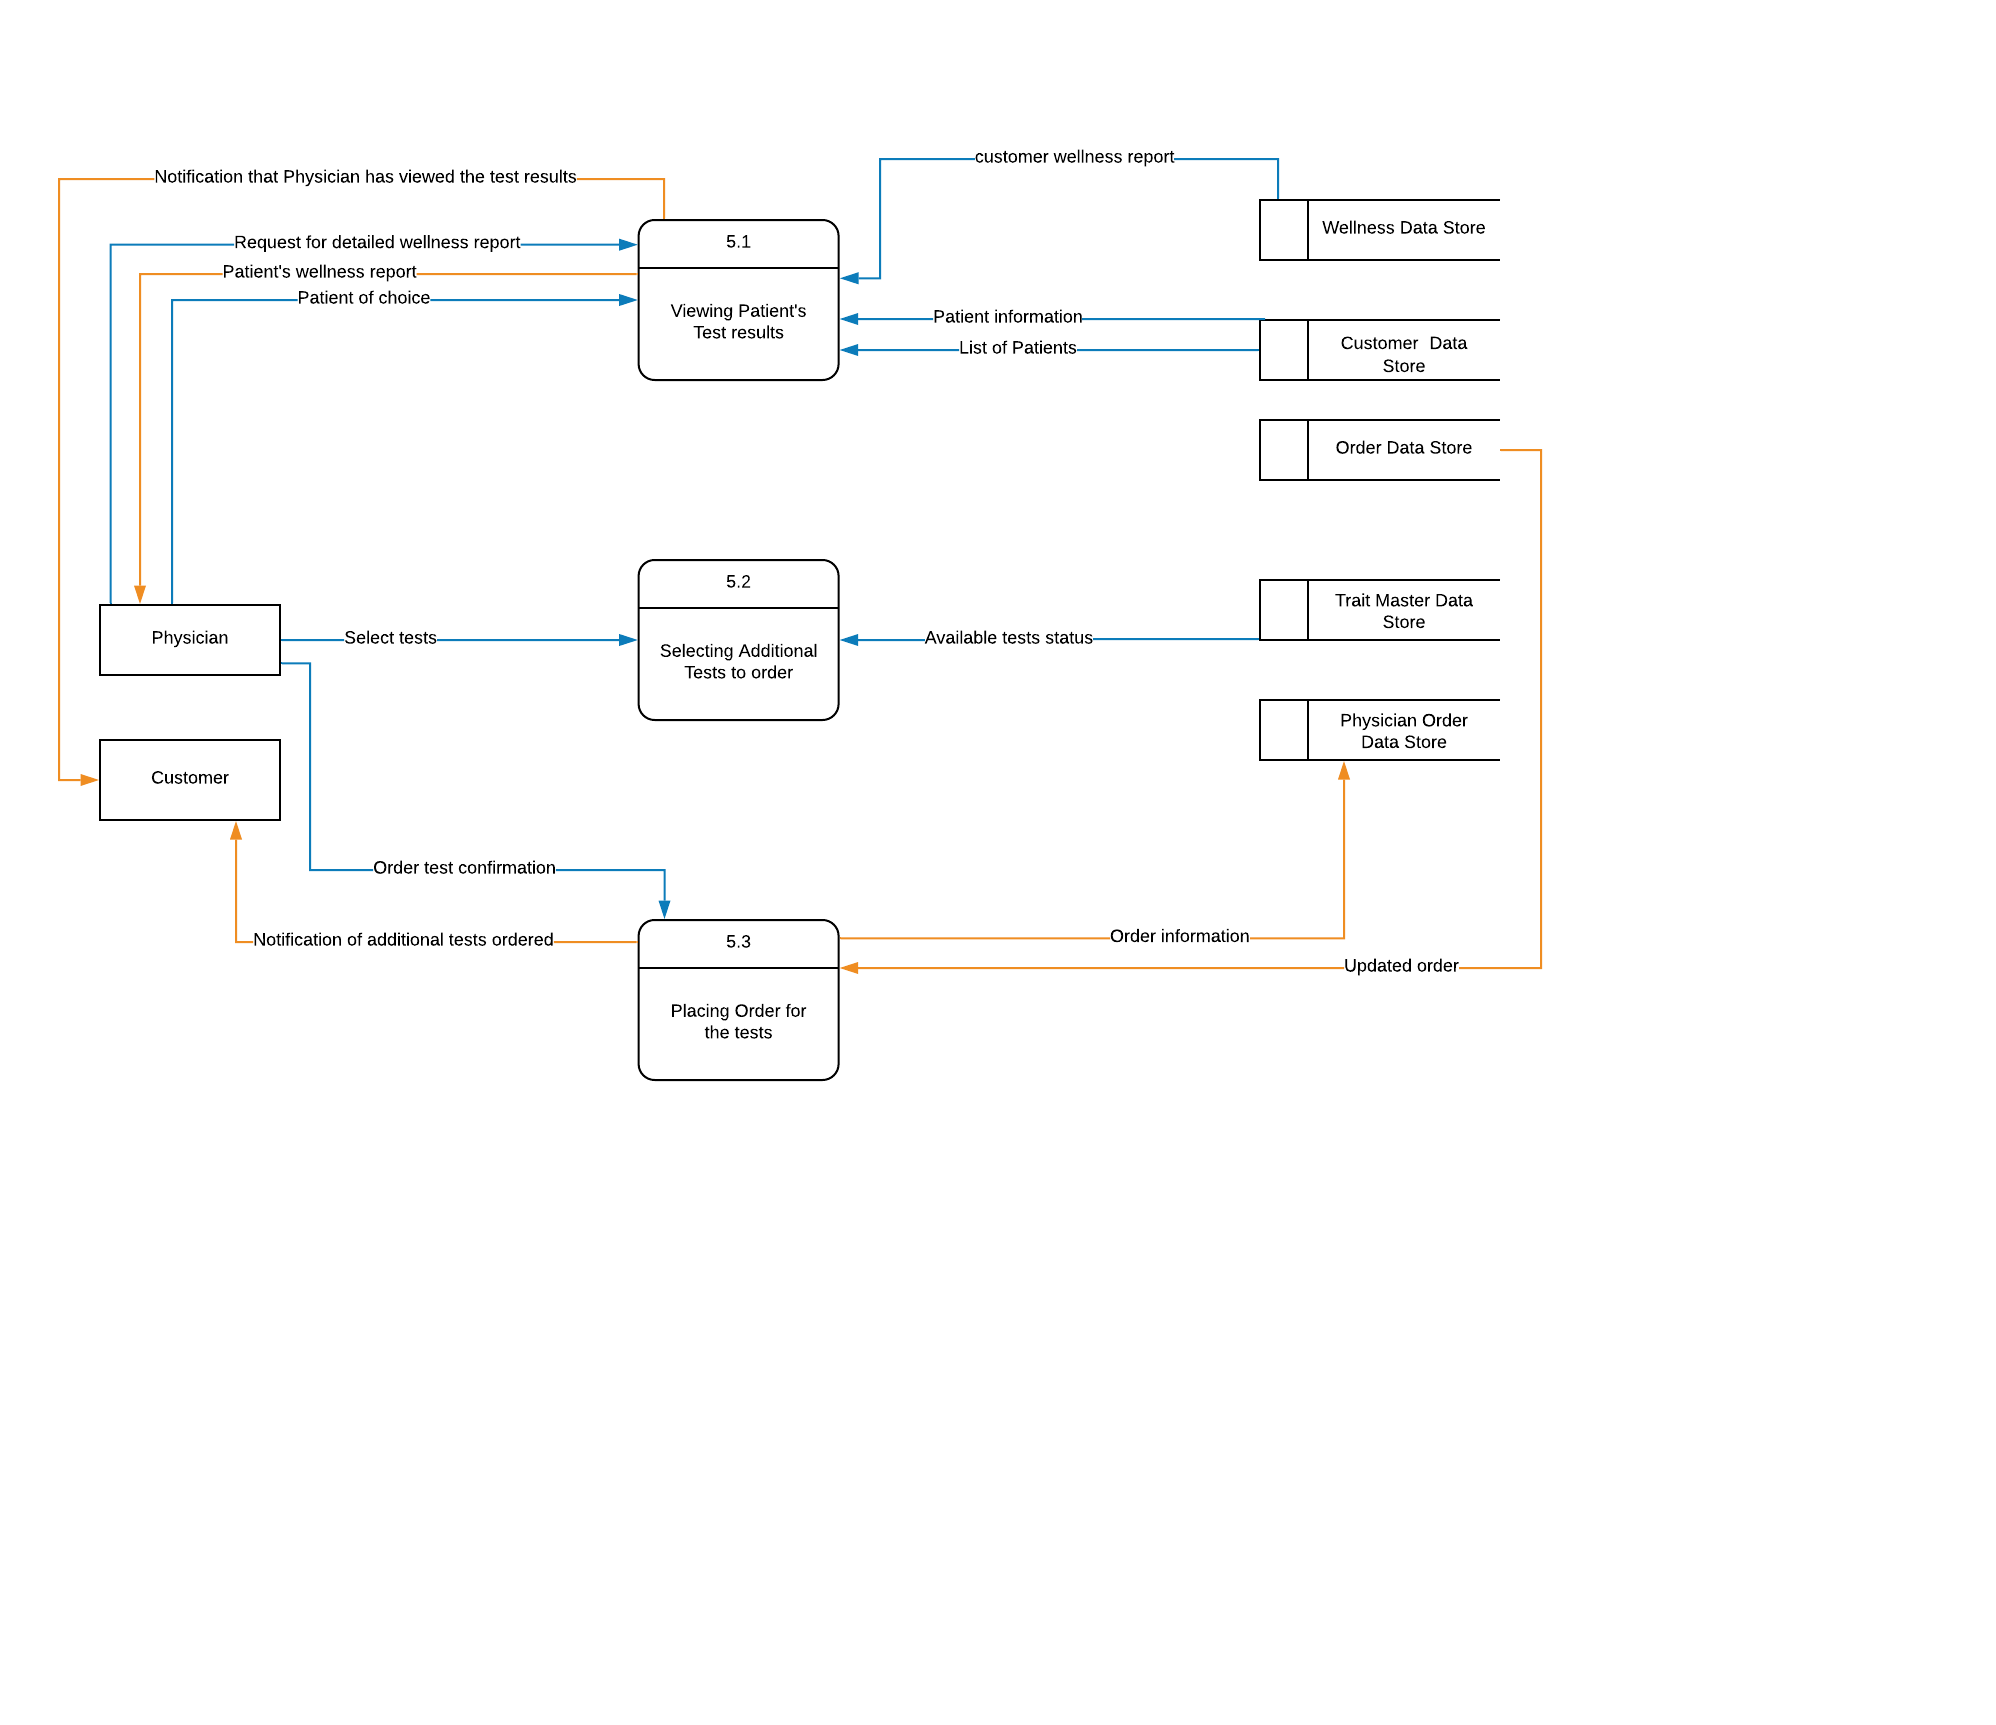 customer wellness report
Notification that Physician has viewed the test results
Wellness Data Store
5.1
Request for detailed wellness report
Patient's wellness report
Patient of choice
Viewing Patient's
Test results
Patient information
List of Patients
Customer  Data
Store
Order Data Store
5.2
Trait Master Data
Store
Physician
Select tests
Selecting Additional
Tests to order
Available tests status
Physician Order
Data Store
Customer
Order test confirmation
Notification of additional tests ordered
5.3
Order information
Updated order
Placing Order for
the tests